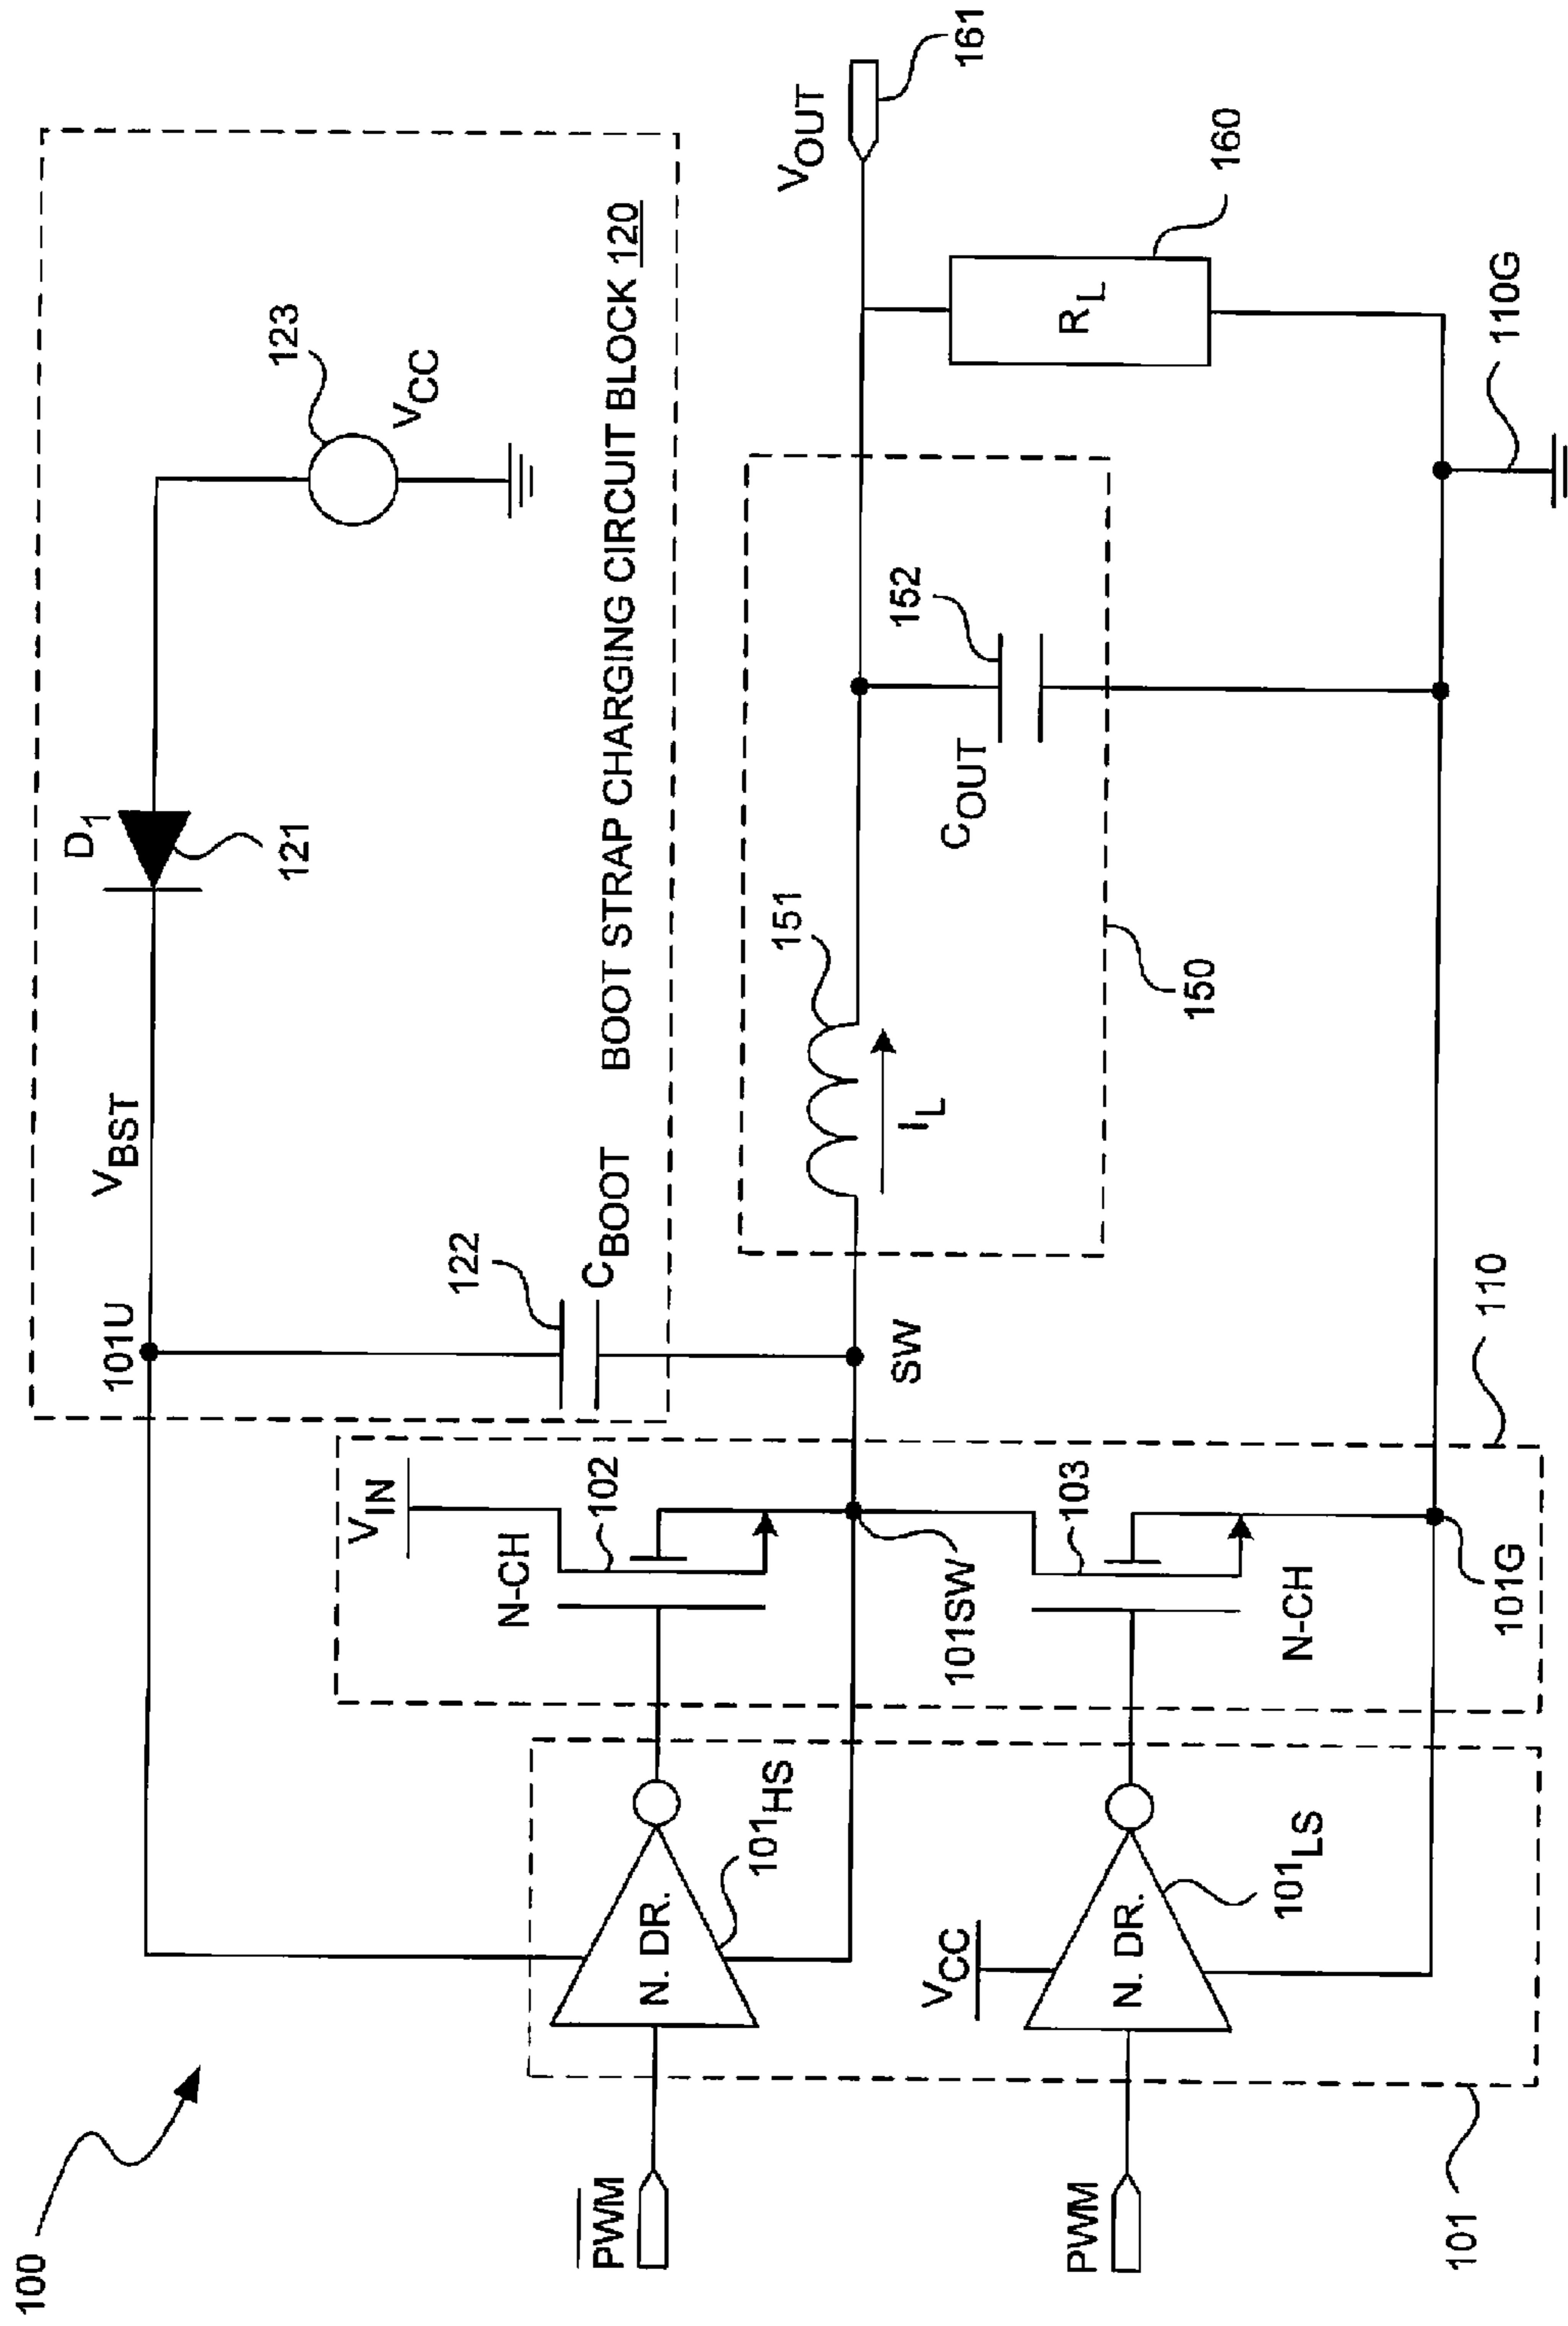 100
D1
121
123
VCC
VBST
101U
122
CBOOT
BOOT STRAP CHARGING CIRCUIT BLOCK 120
VIN
N-CH
102
SW
151
IL
150
152
COUT
VOUT
161
RL
160
110G
110
PWM
N. DR.
101HS
101SW
103
N-CH
101G
VCC
PWM
N. DR.
101LS
101